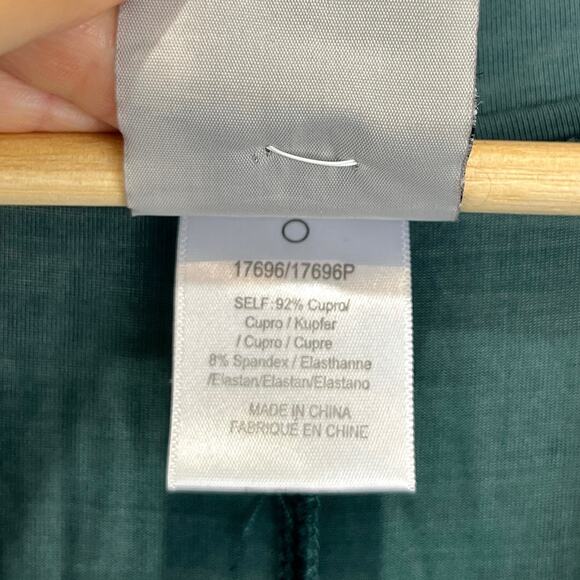 17696/17696P
SELF: 92% Cupro/
Cupro / Kupfer
/ Cupro / Cupre
8% Spandex / Elasthanne
/Elastan/Elastan/Elastano
MADE IN CHINA
FABRIQUÉ EN CHINE